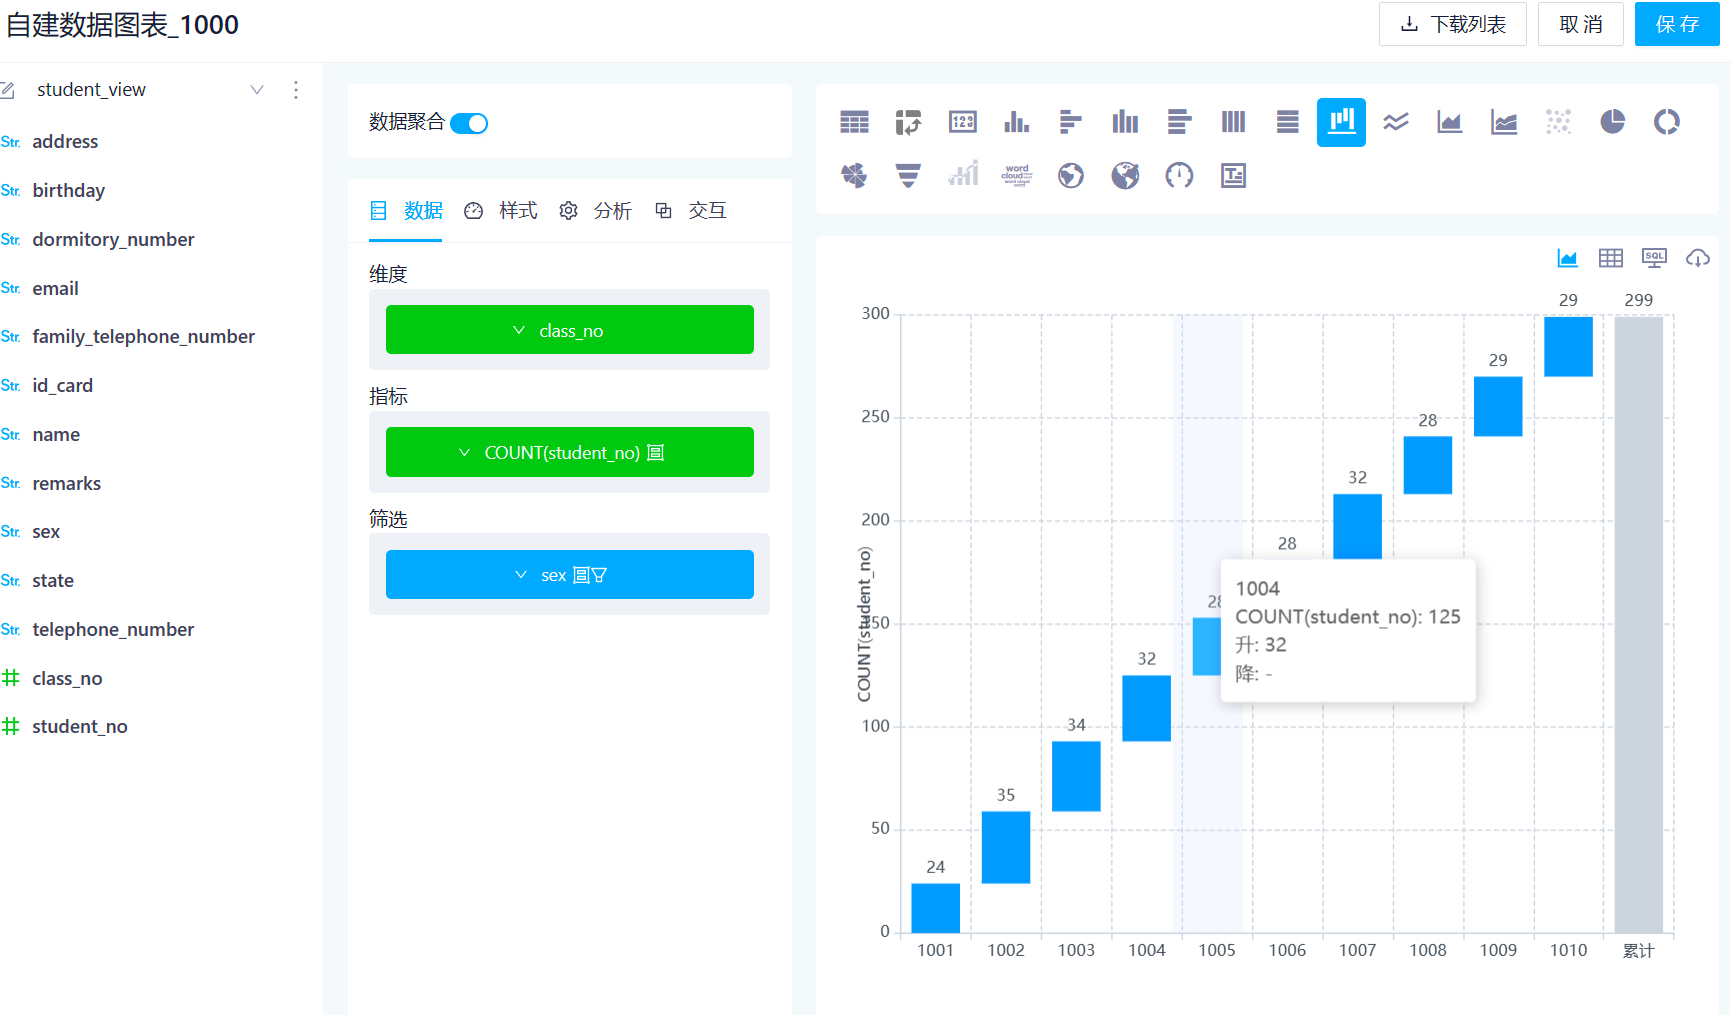 自建数据图表_1000
下载列表
取 消
保 存
student_view
Str. address
Str. birthday
Str. dormitory_number
Str. email
Str. family_telephone_number
Str. id_card
Str. name
Str. remarks
Str. sex
Str. state
Str. telephone_number
class_no
student_no
数据聚合
数据
样式
分析
交互
维度
class_no
指标
COUNT(student_no)
筛选
sex
123
word
cloud
word cloud
word
SQL
COUNT(student_no)
300
250
200
150
100
50
0
24
35
34
32
28
28
32
28
29
29
299
1004
COUNT(student_no): 125
升: 32
降: -
1001
1002
1003
1004
1005
1006
1007
1008
1009
1010
累计